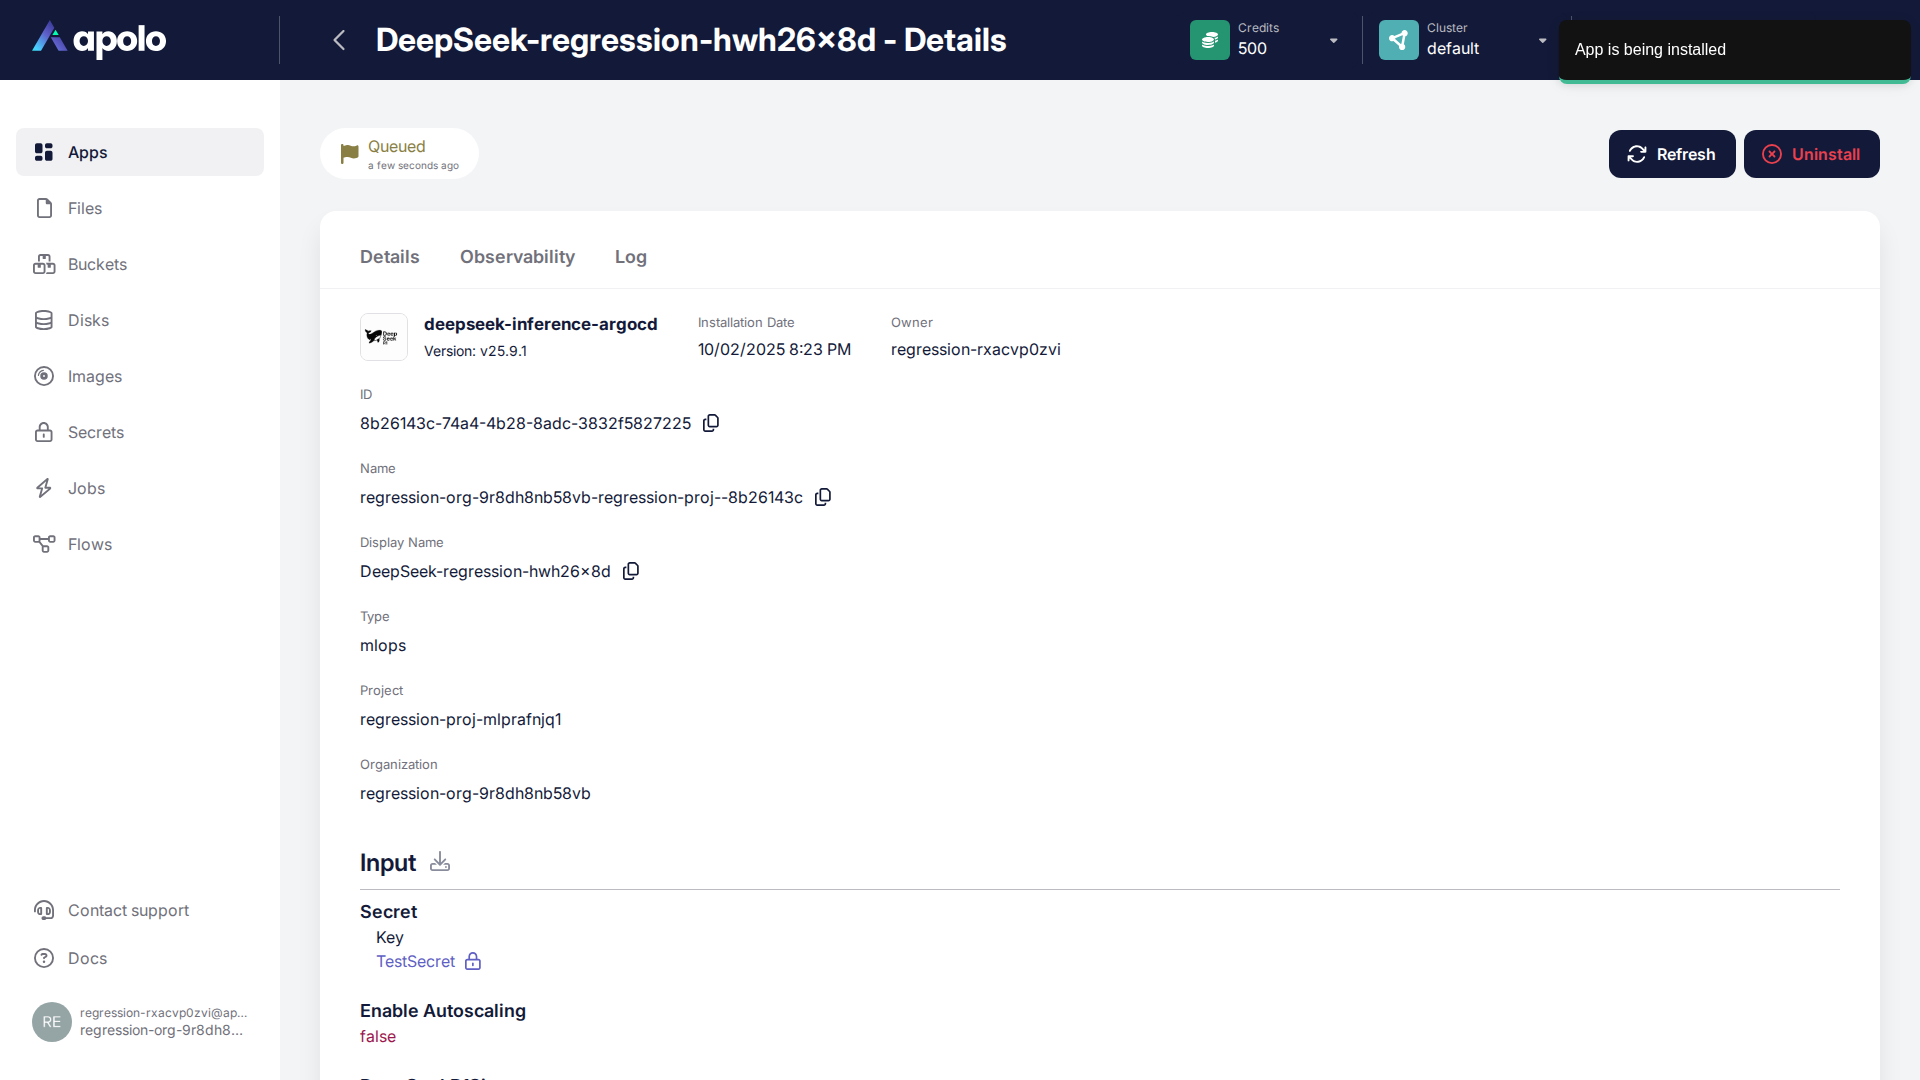 apolo
DeepSeek-regression-hwh26x8d - Details
Credits
500
Cluster
default
App is being installed
Apps
Files
Buckets
Disks
Images
Secrets
Jobs
Flows
Contact support
Docs
RE
regression-rxacvp0zvi@ap...
regression-org-9r8dh8...
Queued
a few seconds ago
Refresh
Uninstall
Details
Observability
Log
deepseek-inference-argocd
Version: v25.9.1
Installation Date
10/02/2025 8:23 PM
Owner
regression-rxacvp0zvi
ID
8b26143c-74a4-4b28-8adc-3832f5827225
Name
regression-org-9r8dh8nb58vb-regression-proj--8b26143c
Display Name
DeepSeek-regression-hwh26x8d
Type
mlops
Project
regression-proj-mlprafnjq1
Organization
regression-org-9r8dh8nb58vb
Input
Secret
Key
TestSecret
Enable Autoscaling
false